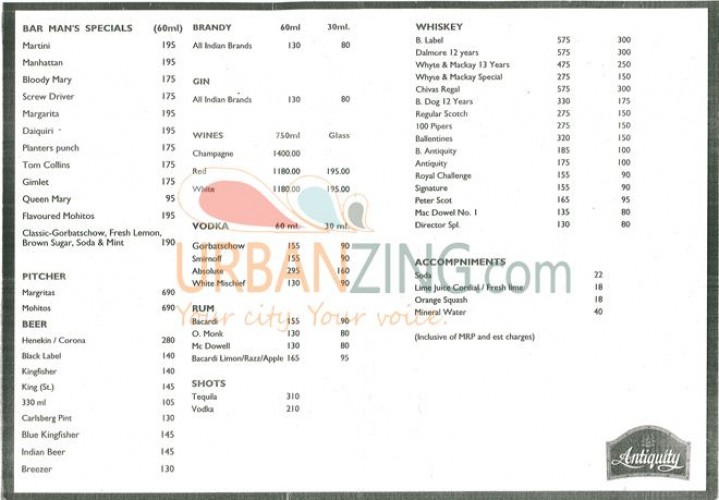 BAR MAN'S SPECIALS (60ml)
Martini 195
Manhattan 195
Bloody Mary 175
Screw Driver 175
Margarita 195
Daiquiri 195
Planters punch 175
Tom Collins 175
Gimlet 175
Queen Mary 95
Flavoured Mohitos 195
Classic-Gorbatschow, Fresh Lemon,
Brown Sugar, Soda & Mint 190
PITCHER
Margritas 690
Mohitos 690
BEER
Henekin / Corona 280
Black Label 140
Kingfisher 140
King (St.) 145
330 ml 105
Carlsberg Pint 130
Blue Kingfisher 145
Indian Beer 145
Breezer 130
BRANDY 60ml 30ml.
All Indian Brands 130 80
GIN
All Indian Brands 130 80
WINES 750ml Glass
Champagne 1400.00
Red 1180.00 195.00
White 1180.00 195.00
VODKA 60 ml. 30 ml.
Gorbatschow 155 90
Smirnoff 155 90
Absolute 295 160
White Mischief 130 90
RUM
Bacardi 155 90
O. Monk 130 80
Mc Dowell 130 80
Bacardi Limon/Razz/Apple 165 95
SHOTS
Tequila 310
Vodka 210
WHISKEY
B. Label 575 300
Dalmore 12 years 575 300
Whyte & Mackay 13 Years 475 250
Whyte & Mackay Special 275 150
Chivas Regal 575 300
B. Dog 12 Years 330 175
Regular Scotch 275 150
100 Pipers 275 150
Ballentines 320 150
B. Antiquity 185 100
Antiquity 175 100
Royal Challenge 155 90
Signature 155 90
Peter Scot 165 95
Mac Dowel No. 1 135 80
Director Spl. 130 80
ACCOMPNIMENTS
Soda 22
Lime Juice Cordial / Fresh lime 18
Orange Squash 18
Mineral Water 40
(Inclusive of MRP and est charges)
Antiquity
URBANZING.com
Your city. Your voice.